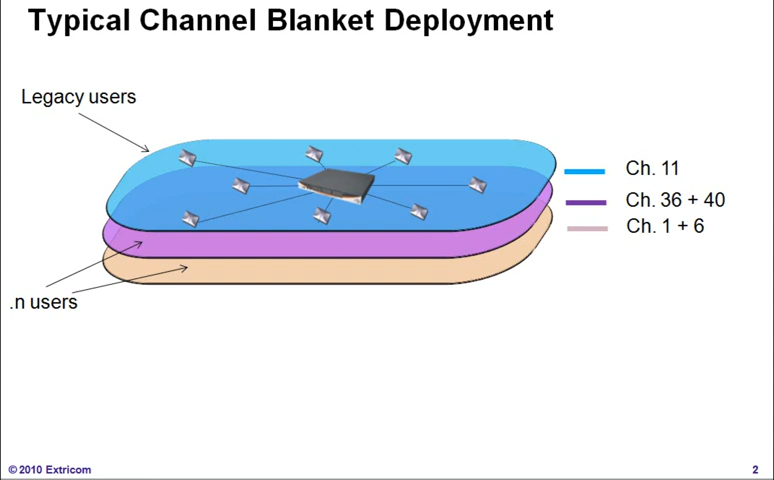 Typical Channel Blanket Deployment
Legacy users
Ch. 11
Ch. 36 + 40
Ch. 1 + 6
.n users
© 2010 Extricom
2